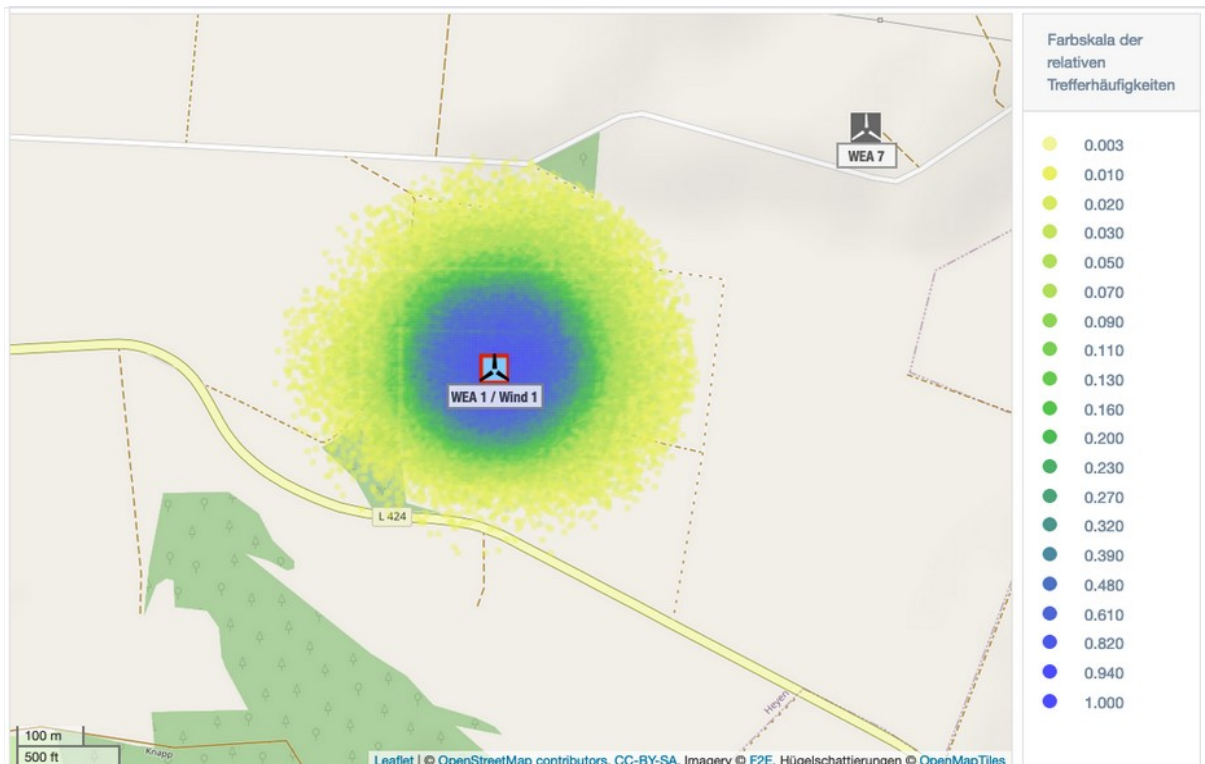 Farbskala der
relativen
Trefferhäufigkeiten
0.003
0.010
0.020
0.030
0.050
0.070
0.090
0.110
0.130
0.160
0.200
0.230
0.270
0.320
0.390
0.480
0.610
0.820
0.940
1.000
WEA 7
WEA 1 / Wind 1
L 424
Heyen
Knapp
100 m
500 ft
Leaflet | © OpenStreetMap contributors, CC-BY-SA, Imagery © F2E, Hügelschattierungen © OpenMapTiles